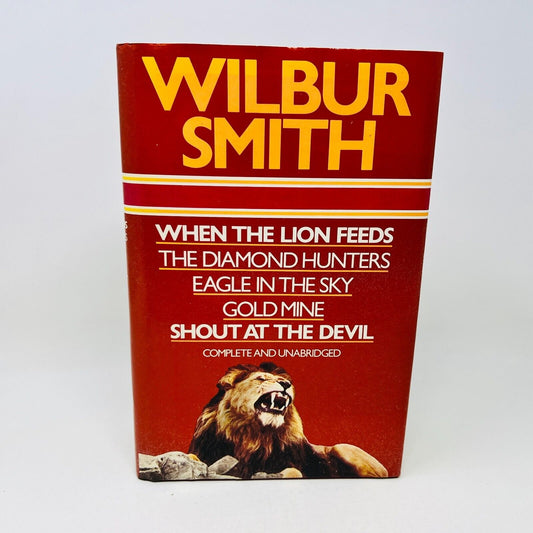 WILBUR
SMITH
WHEN THE LION FEEDS
THE DIAMOND HUNTERS
EAGLE IN THE SKY
GOLD MINE
SHOUT AT THE DEVIL
COMPLETE AND UNABRIDGED